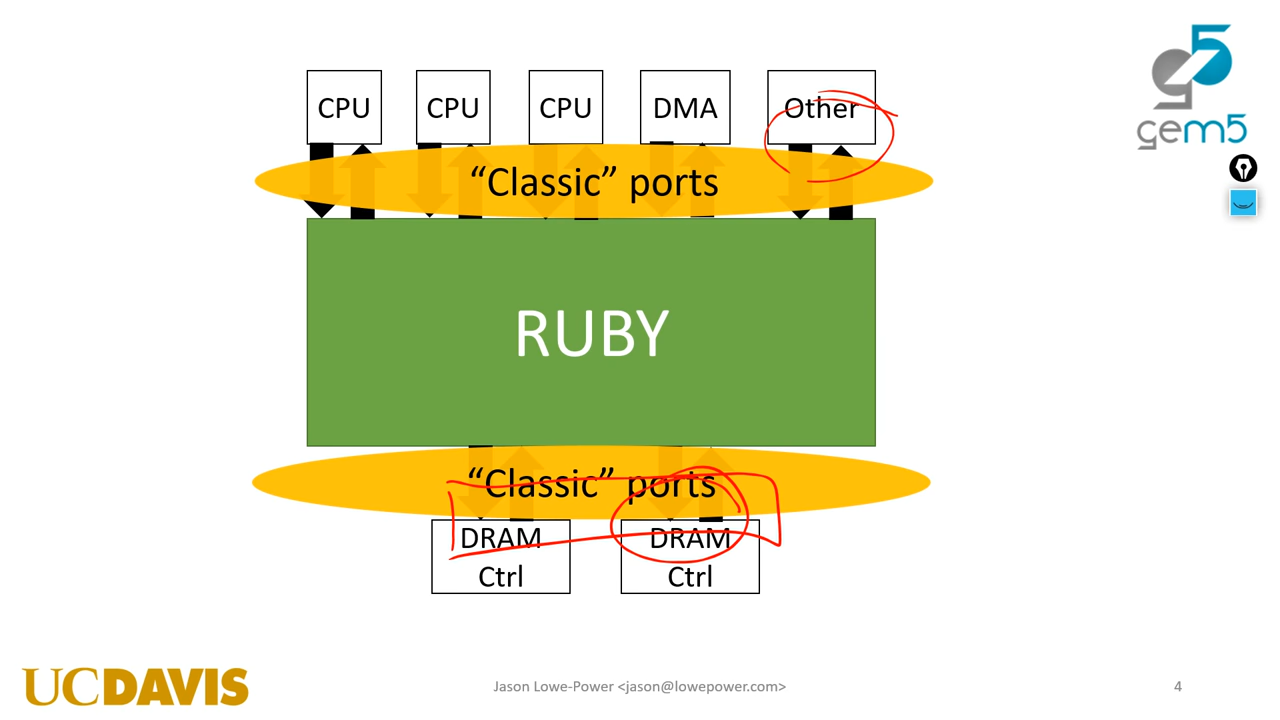 CPU
CPU
CPU
DMA
Other
gem5
“Classic” ports
RUBY
“Classic” ports
DRAM
Ctrl
DRAM
Ctrl
UCDAVIS
Jason Lowe-Power <jason@lowepower.com>
4